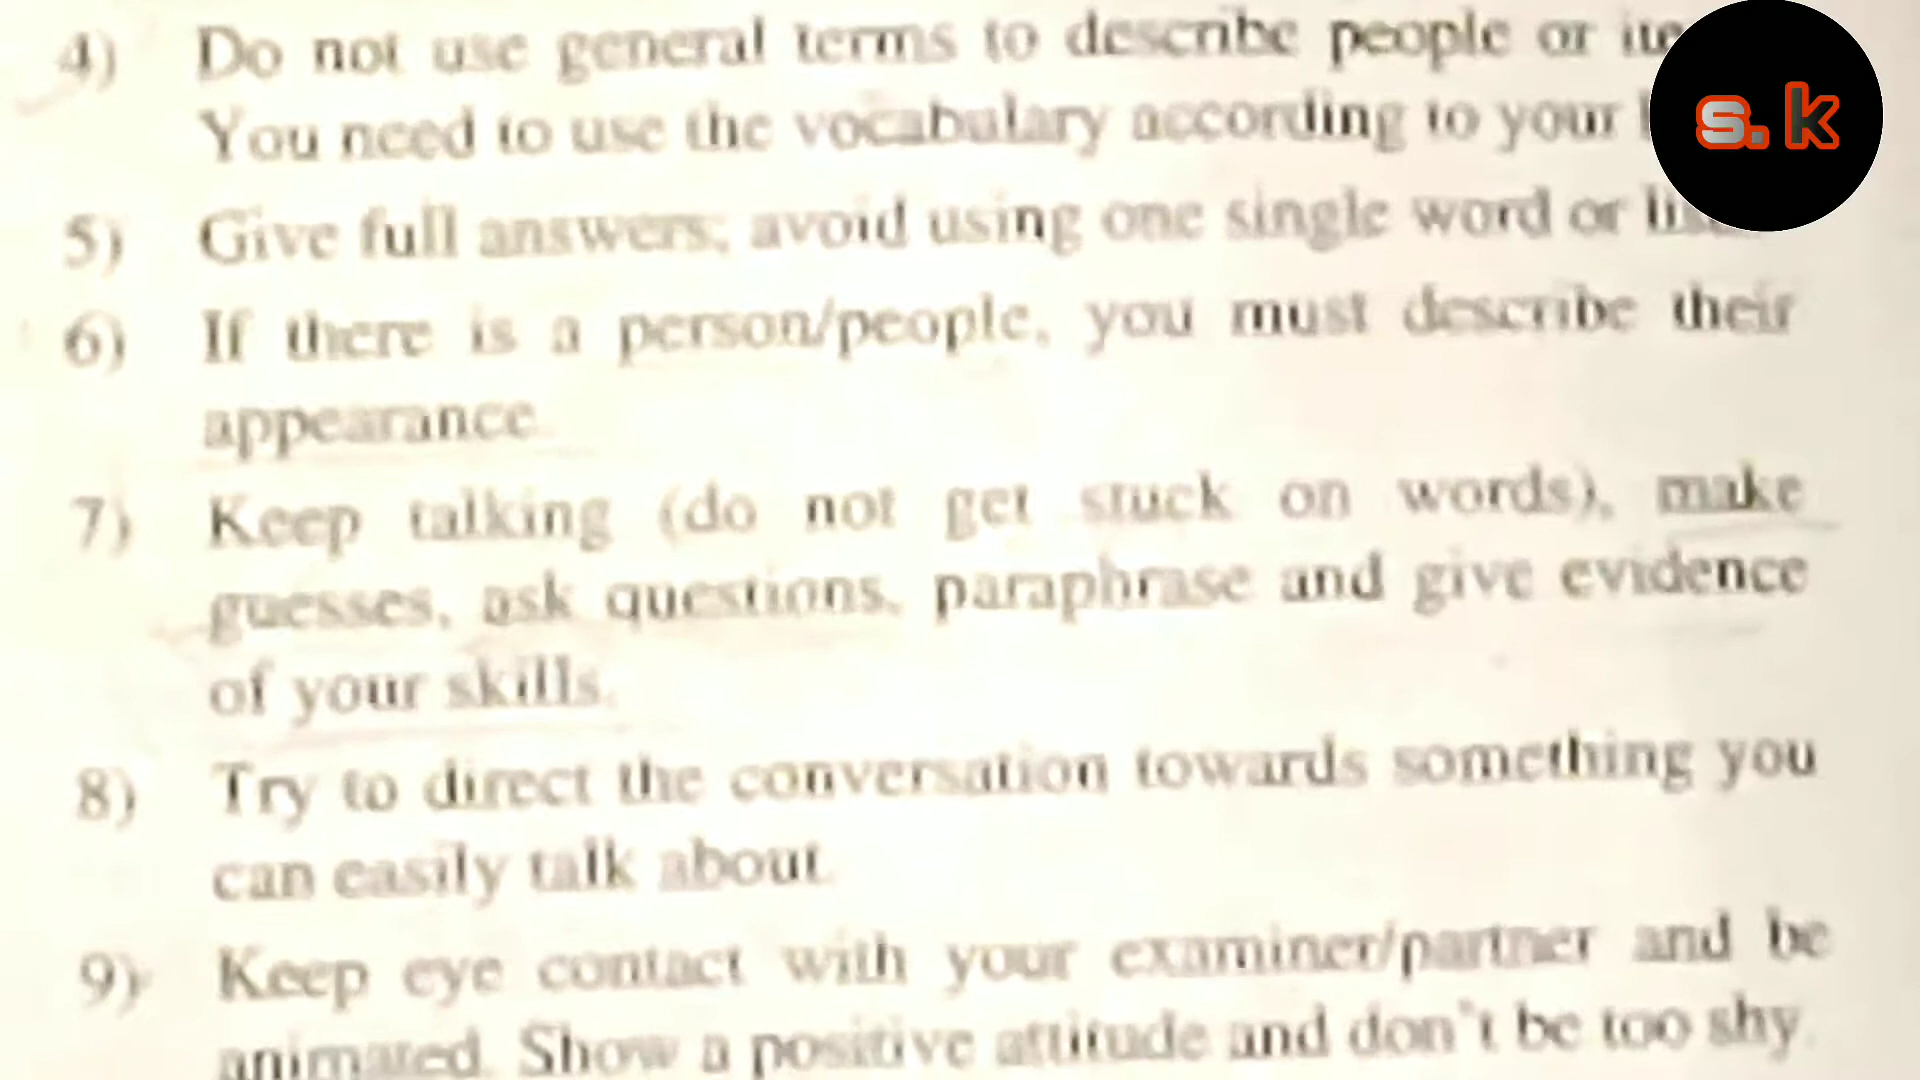 4) Do not use general terms to describe people or
You need to use the vocabulary according to your
5) Give full answers; avoid using one single word or
6) If there is a person/people, you must describe their
appearance.
7) Keep talking (do not get stuck on words), make
guesses, ask questions, paraphrase and give evidence
of your skills.
8) Try to direct the conversation towards something you
can easily talk about.
9) Keep eye contact with your examiner/partner and be
animated. Show a positive attitude and don't be too shy.
s.k